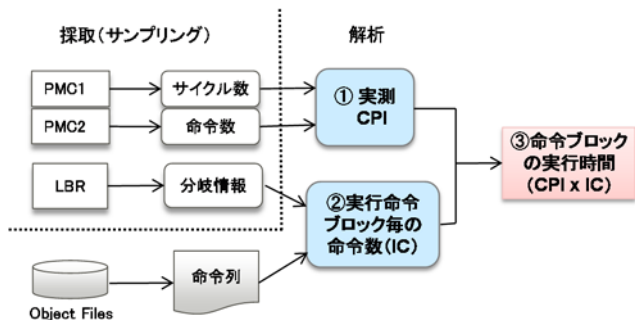 採取(サンプリング)
解析
PMC1
サイクル数
PMC2
命令数
① 実測
CPI
LBR
分岐情報
②実行命令
ブロック毎の
命令数(IC)
③命令ブロック
の実行時間
(CPI x IC)
命令列
Object Files